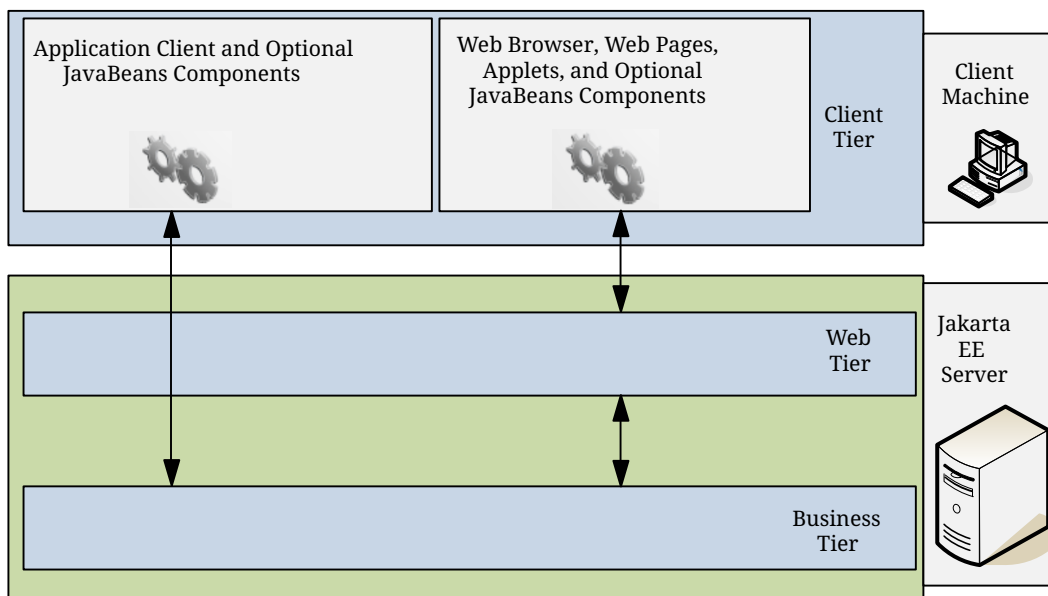 Application Client and Optional
JavaBeans Components
Web Browser, Web Pages,
Applets, and Optional
JavaBeans Components
Client
Tier
Client
Machine
Web
Tier
Jakarta
EE
Server
Business
Tier